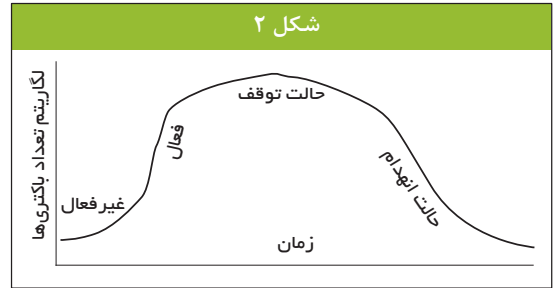 شکل ۲
لگاریتم تعداد باکتری‌ها
غیرفعال
فعال
حالت توقف
حالت انهدام
زمان